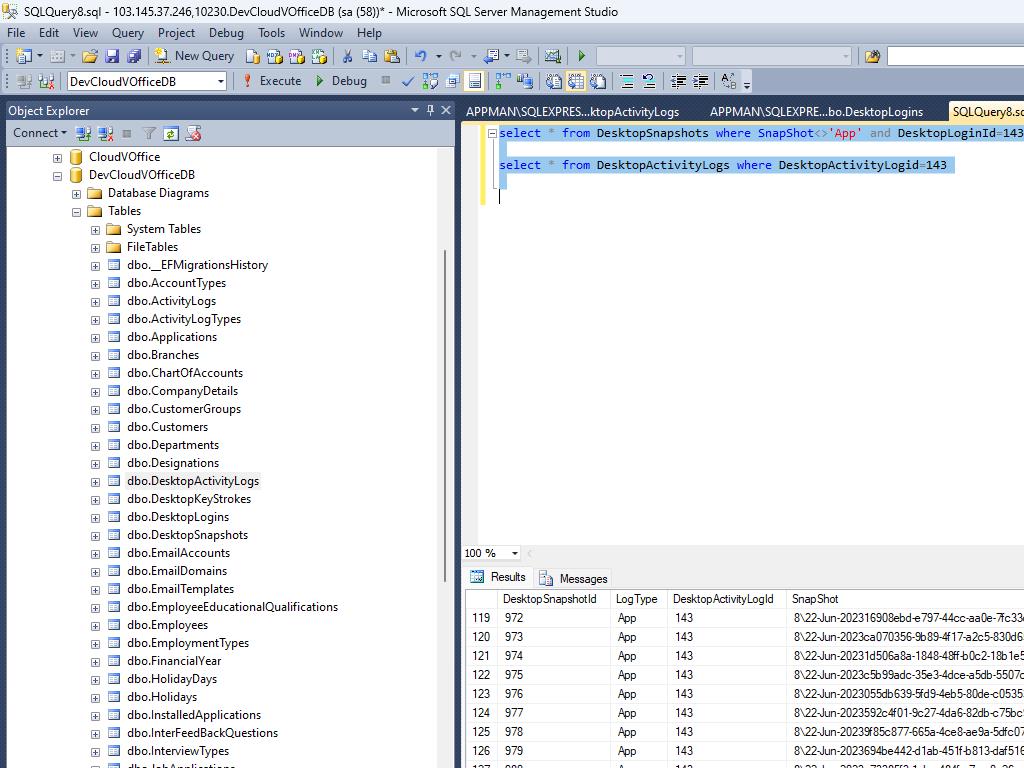 SQLQuery8.sql - 103.145.37.246,10230.DevCloudVOfficeDB (sa (58))* - Microsoft SQL Server Management Studio
File Edit View Query Project Debug Tools Window Help
New Query
DevCloudVOfficeDB Execute Debug
Object Explorer
Connect
CloudVOffice
DevCloudVOfficeDB
Database Diagrams
Tables
System Tables
FileTables
dbo.__EFMigrationsHistory
dbo.AccountTypes
dbo.ActivityLogs
dbo.ActivityLogTypes
dbo.Applications
dbo.Branches
dbo.ChartOfAccounts
dbo.CompanyDetails
dbo.CustomerGroups
dbo.Customers
dbo.Departments
dbo.Designations
dbo.DesktopActivityLogs
dbo.DesktopKeyStrokes
dbo.DesktopLogins
dbo.DesktopSnapshots
dbo.EmailAccounts
dbo.EmailDomains
dbo.EmailTemplates
dbo.EmployeeEducationalQualifications
dbo.Employees
dbo.EmploymentTypes
dbo.FinancialYear
dbo.HolidayDays
dbo.Holidays
dbo.InstalledApplications
dbo.InterFeedBackQuestions
dbo.InterviewTypes
APPMAN\SQLEXPRES...ktopActivityLogs APPMAN\SQLEXPRE...bo.DesktopLogins SQLQuery8.sq
select * from DesktopSnapshots where SnapShot<>'App' and DesktopLoginId=143
select * from DesktopActivityLogs where DesktopActivityLogid=143
100 %
Results Messages
DesktopSnapshotId LogType DesktopActivityLogId SnapShot
119 972 App 143 8\22-Jun-202316908ebd-e797-44cc-aa0e-7fc33
120 973 App 143 8\22-Jun-2023ca070356-9b89-4f17-a2c5-830d6
121 974 App 143 8\22-Jun-20231d506a8a-1848-48ff-b0c2-18b1e5
122 975 App 143 8\22-Jun-2023c5b99adc-35e3-4dce-a5db-5507c
123 976 App 143 8\22-Jun-2023055db639-5fd9-4eb5-80de-c0535
124 977 App 143 8\22-Jun-2023592c4f01-9c27-4da6-82db-c75bc
125 978 App 143 8\22-Jun-20239f85c877-665a-4ce8-ae9a-5dfc07
126 979 App 143 8\22-Jun-2023694be442-d1ab-451f-b813-daf516